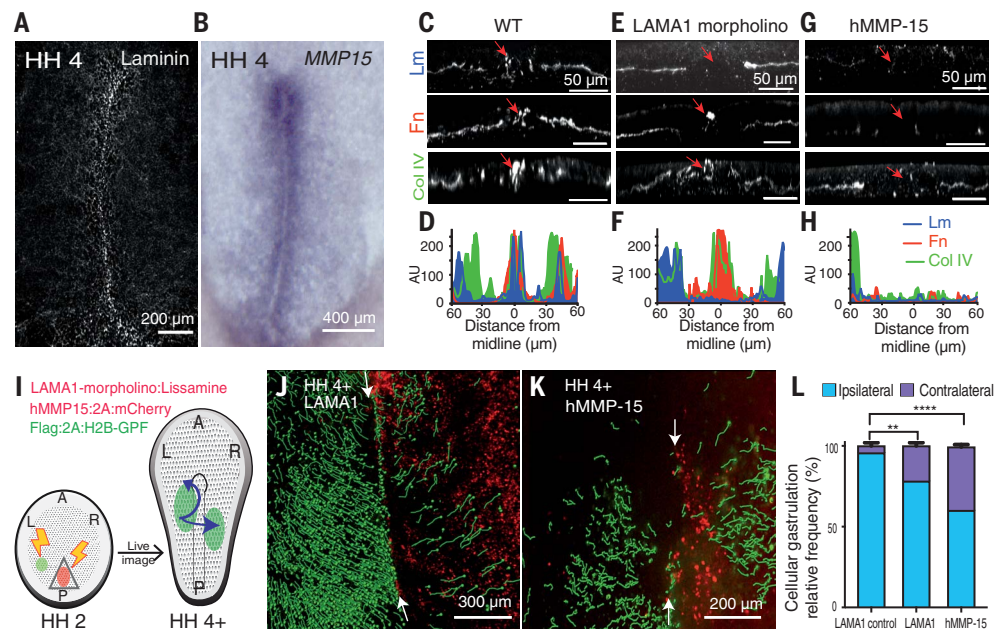 A
HH 4
Laminin
200 µm
B
HH 4
MMP15
400 µm
C
WT
Lm
50 µm
Fn
Col IV
E
LAMA1 morpholino
50 µm
G
hMMP-15
50 µm
D
AU
200
100
0
60 30 0 30 60
Distance from
midline (µm)
F
AU
200
100
0
60 30 0 30 60
Distance from
midline (µm)
H
Lm
Fn
Col IV
AU
200
100
0
60 30 0 30 60
Distance from
midline (µm)
I
LAMA1-morpholino:Lissamine
hMMP15:2A:mCherry
Flag:2A:H2B-GPF
A
L R
P
HH 2
Live
image
A
L R
P
HH 4+
J
HH 4+
LAMA1
300 µm
K
HH 4+
hMMP-15
200 µm
L
Ipsilateral
Contralateral
****
**
Cellular gastrulation
relative frequency (%)
100
50
0
LAMA1 control LAMA1 hMMP-15